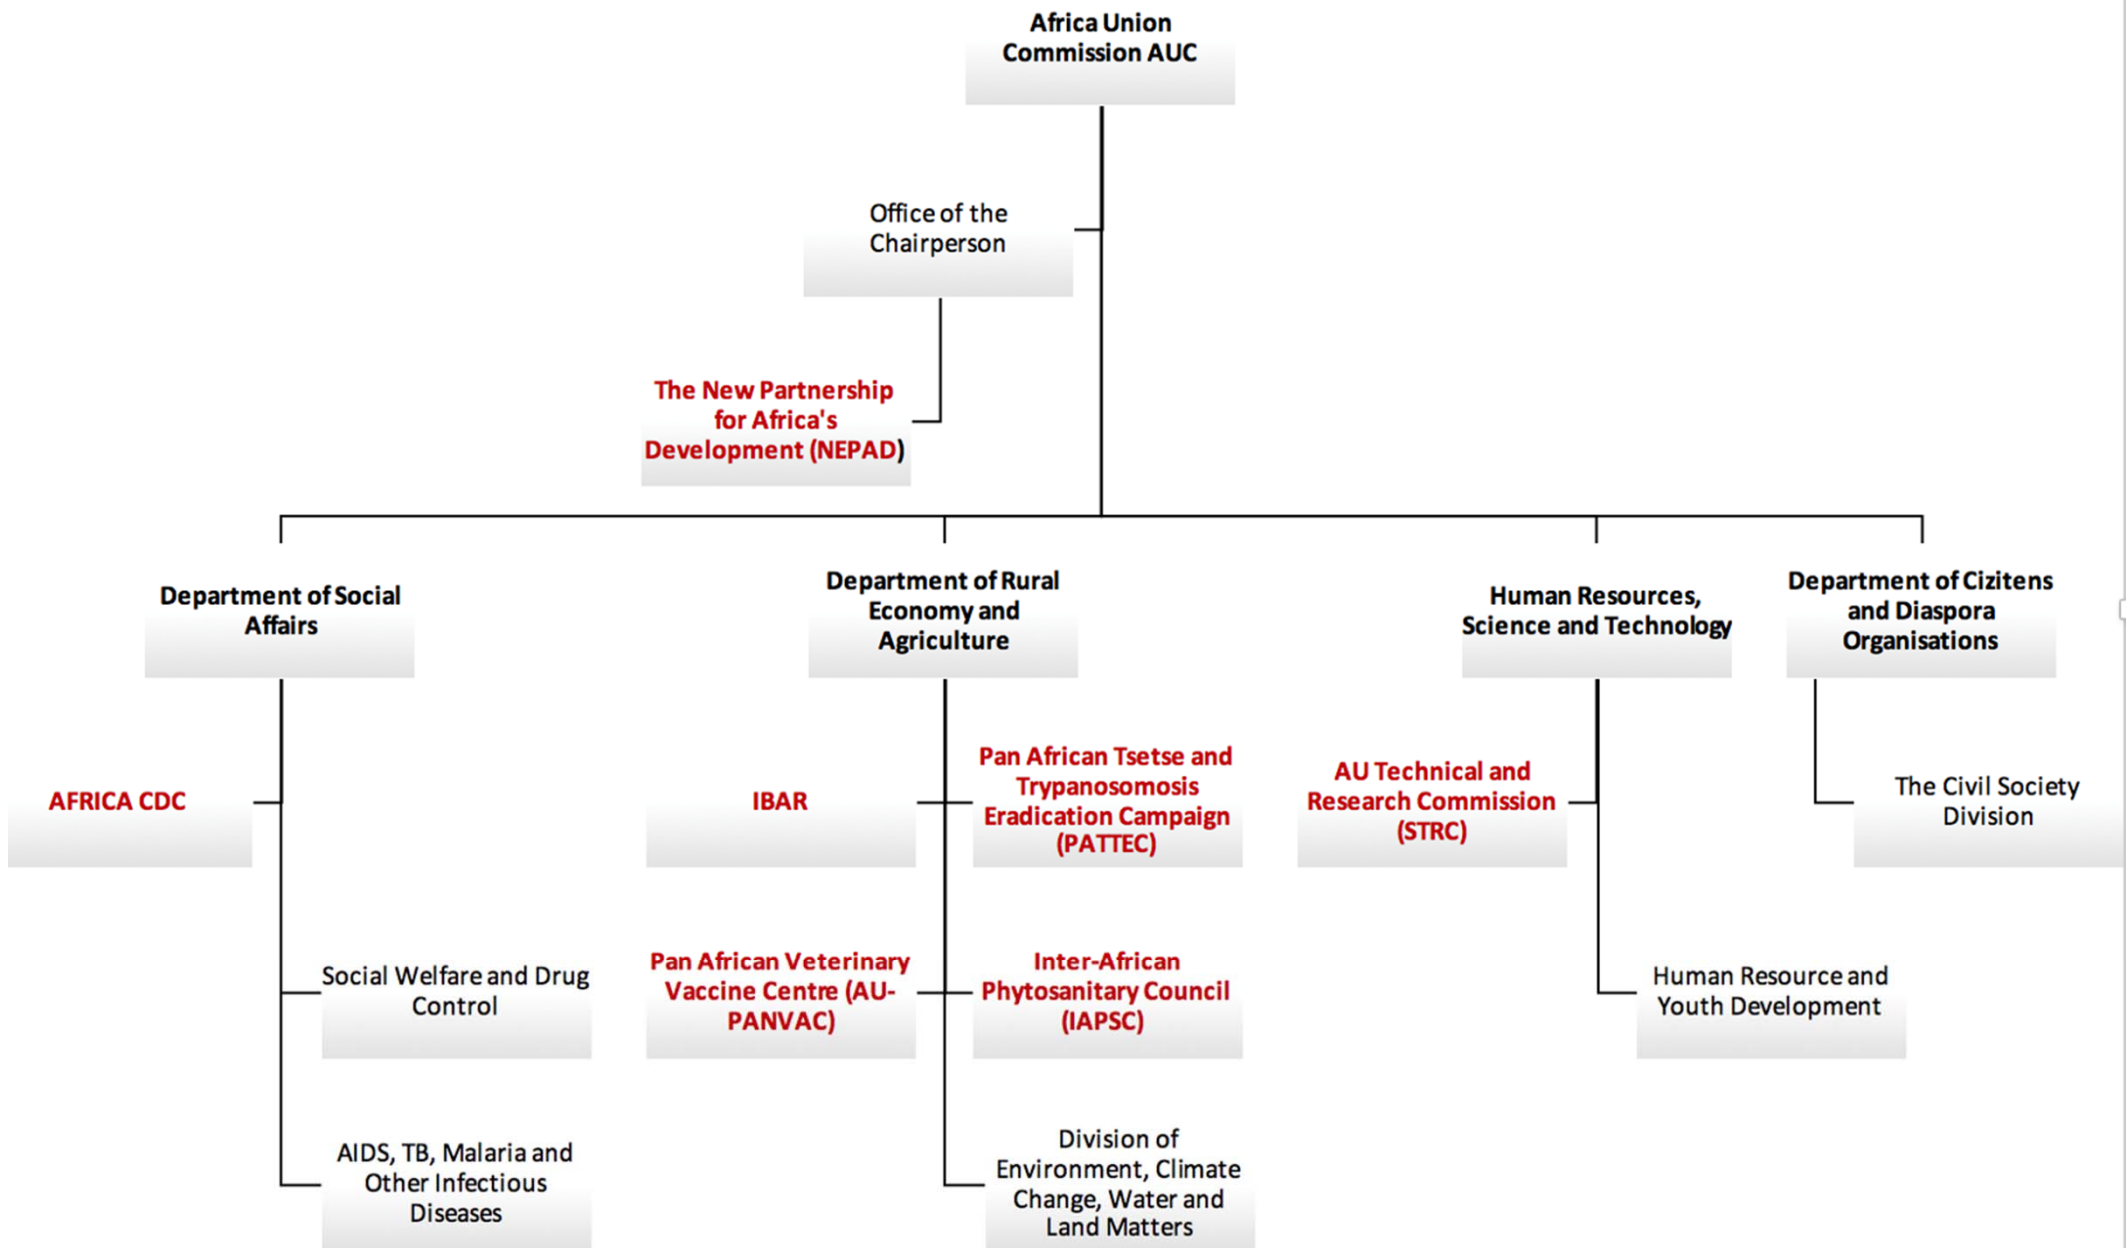 Africa Union
Commission AUC
Office of the
Chairperson
The New Partnership
for Africa's
Development (NEPAD)
Department of Social
Affairs
Department of Rural
Economy and
Agriculture
Human Resources,
Science and Technology
Department of Cizitens
and Diaspora
Organisations
AFRICA CDC
IBAR
Pan African Tsetse and
Trypanosomosis
Eradication Campaign
(PATTEC)
AU Technical and
Research Commission
(STRC)
The Civil Society
Division
Social Welfare and Drug
Control
Pan African Veterinary
Vaccine Centre (AU-
PANVAC)
Inter-African
Phytosanitary Council
(IAPSC)
Human Resource and
Youth Development
AIDS, TB, Malaria and
Other Infectious
Diseases
Division of
Environment, Climate
Change, Water and
Land Matters